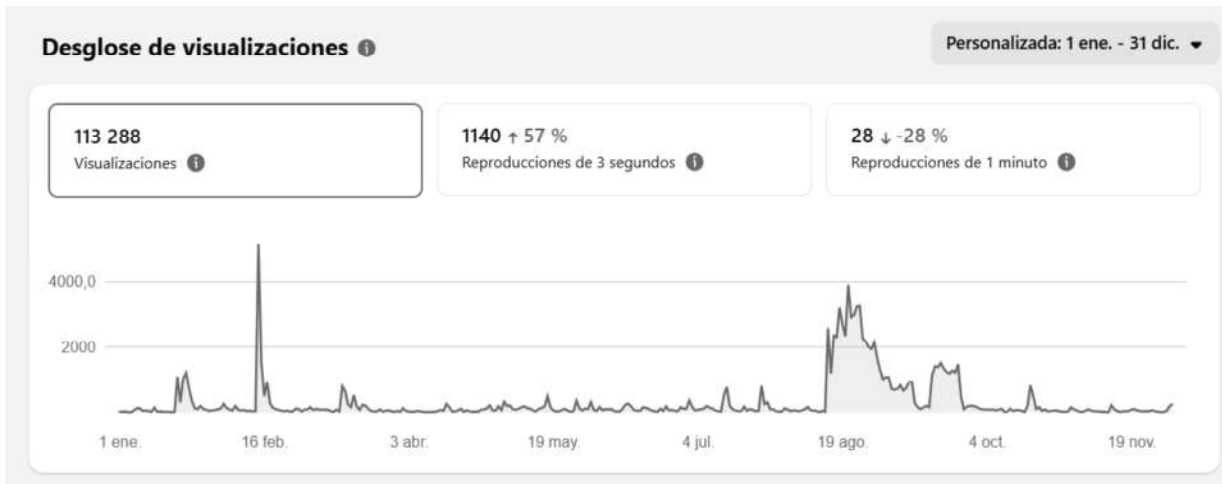 Desglose de visualizaciones
Personalizada: 1 ene. - 31 dic.
113 288
Visualizaciones
1140 ↑ 57 %
Reproducciones de 3 segundos
28 ↓ -28 %
Reproducciones de 1 minuto
4000,0
2000
1 ene. 16 feb. 3 abr. 19 may. 4 jul. 19 ago. 4 oct. 19 nov.